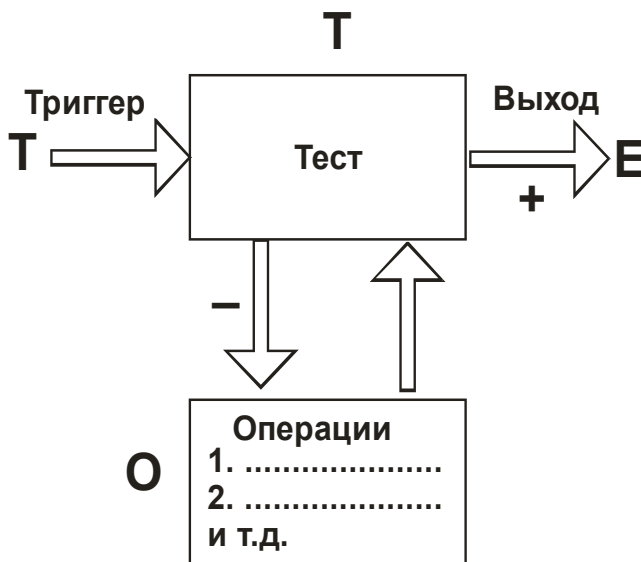 Т
Триггер
Т
Тест
Выход
Е
+
–
О
Операции
1. .....................
2. .....................
и т.д.